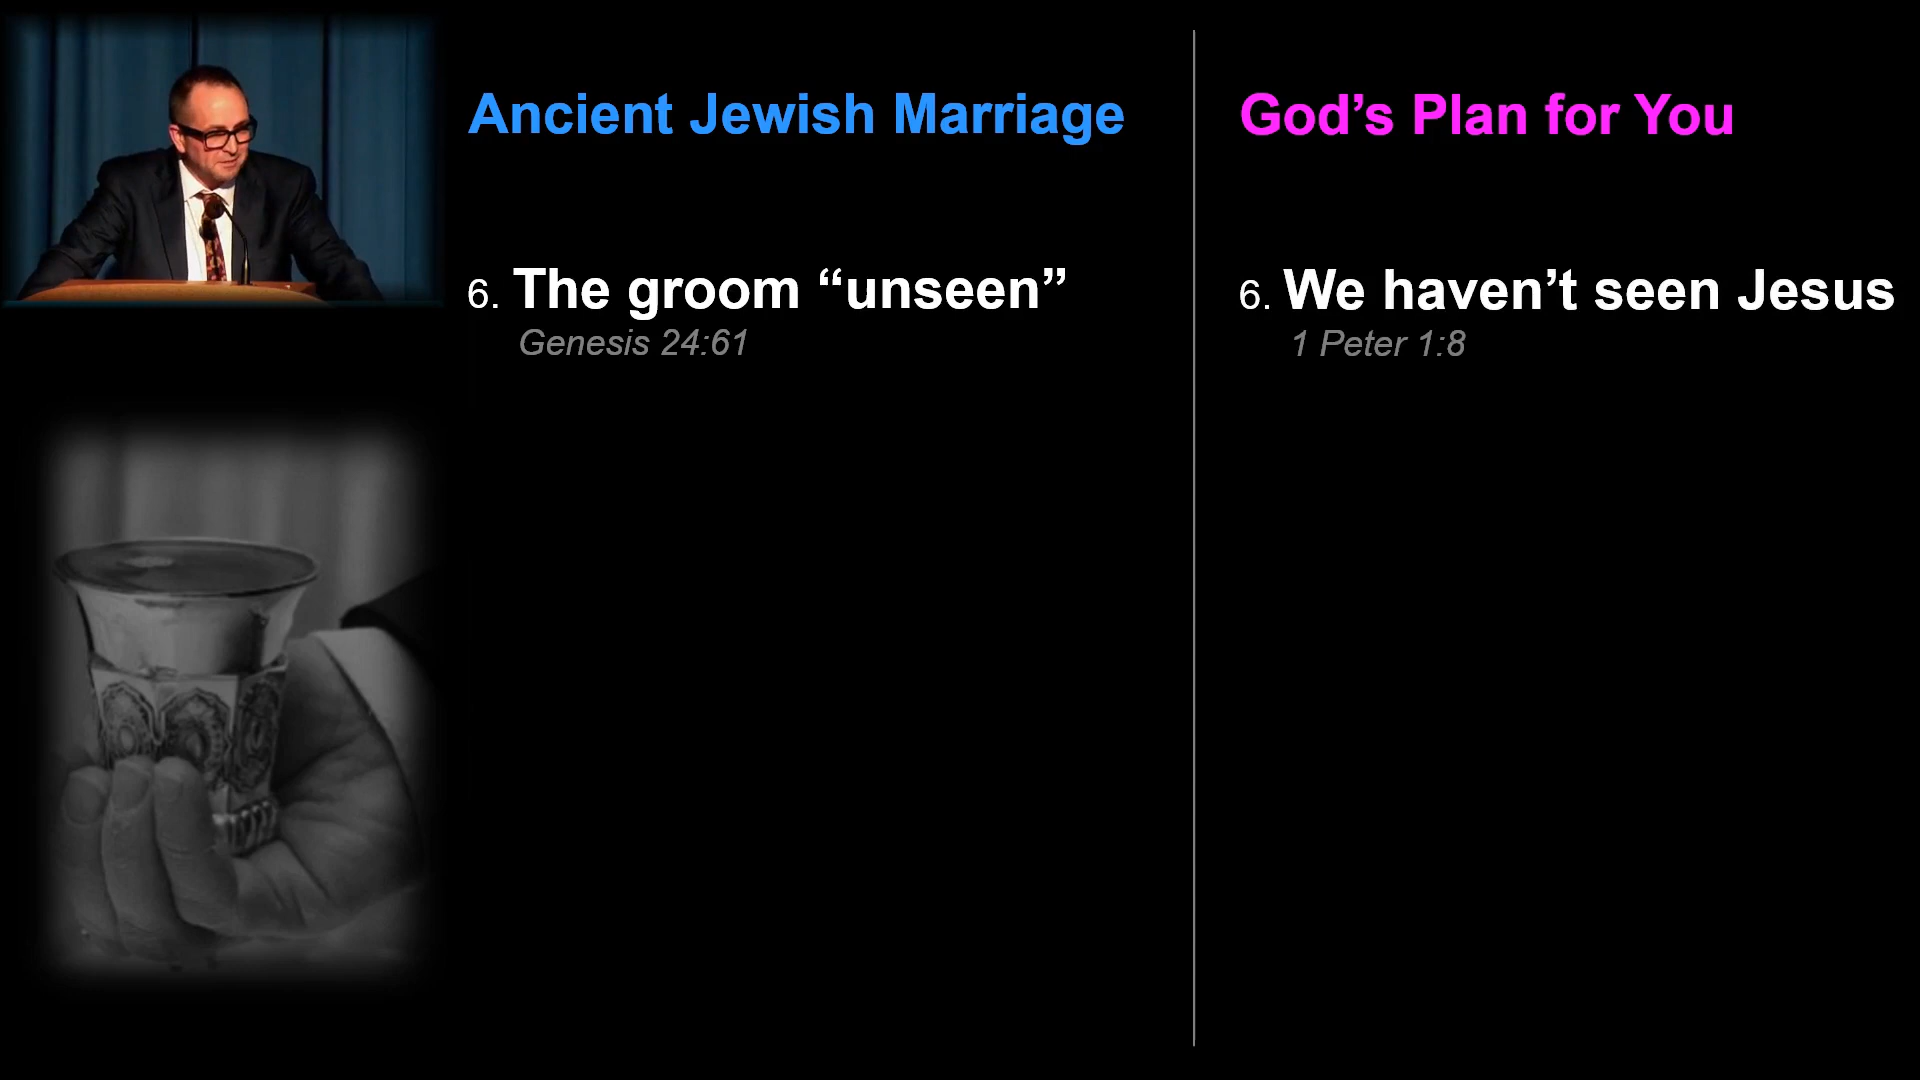 Ancient Jewish Marriage
6. The groom “unseen”
Genesis 24:61
God’s Plan for You
6. We haven’t seen Jesus
1 Peter 1:8